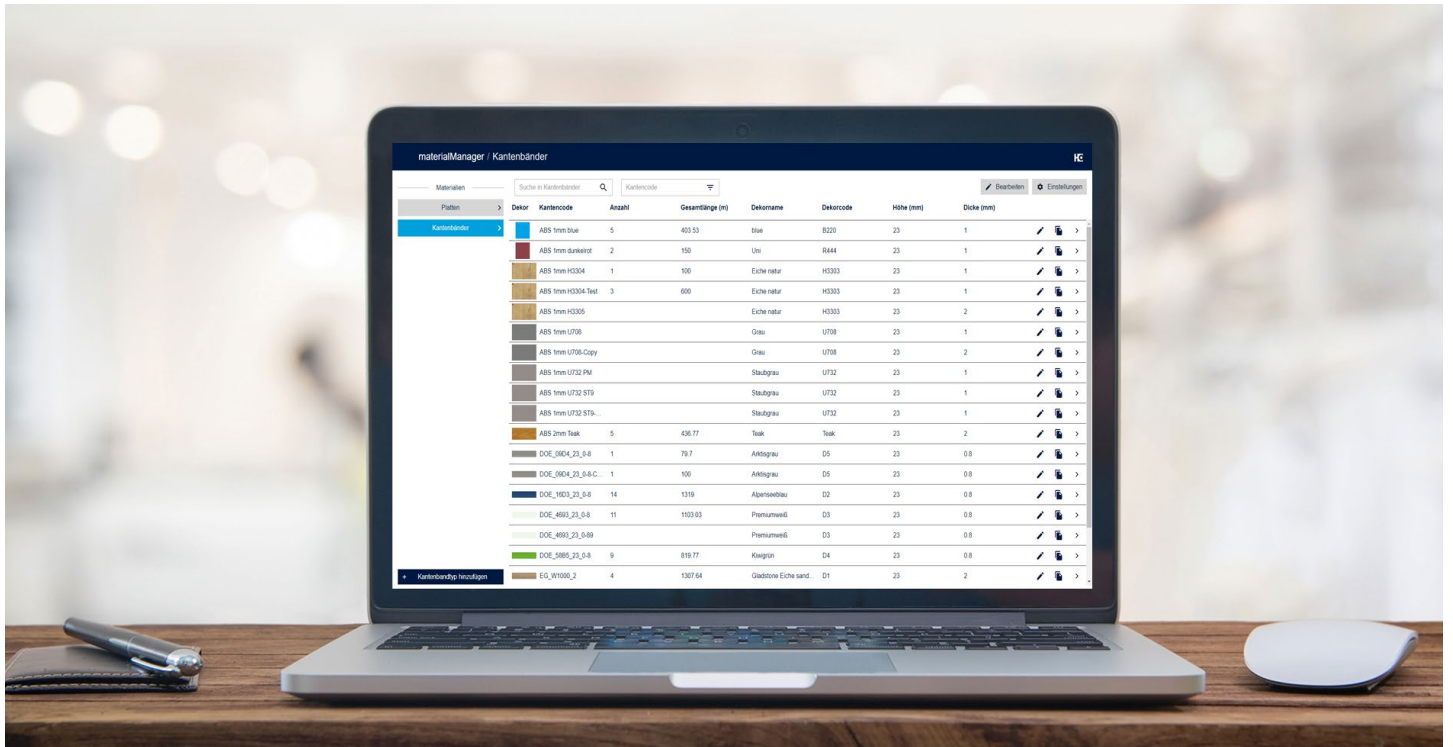 materialManager / Kantenbänder
Materialien
Platten
Kantenbänder
Suche in Kantenbänder Kantencode Bearbeiten Einstellungen
Dekor Kantencode Anzahl Gesamtlänge (m) Dekorname Dekorcode Höhe (mm) Dicke (mm)
ABS 1mm blue 5 403.53 blue B220 23 1
ABS 1mm dunkelrot 2 150 Uni R444 23 1
ABS 1mm H3304 1 100 Eiche natur H3303 23 1
ABS 1mm H3304-Test 3 600 Eiche natur H3303 23 1
ABS 1mm H3305 Eiche natur H3303 23 2
ABS 1mm U708 Grau U708 23 1
ABS 1mm U708-Copy Grau U708 23 2
ABS 1mm U732 PM Staubgrau U732 23 1
ABS 1mm U732 ST9 Staubgrau U732 23 1
ABS 1mm U732 ST9-... Staubgrau U732 23 1
ABS 2mm Teak 5 436.77 Teak Teak 23 2
DOE_09D4_23_0-8 1 79.7 Arktisgrau D5 23 0.8
DOE_09D4_23_0-8-C... 1 100 Arktisgrau D5 23 0.8
DOE_16D3_23_0-8 14 1319 Alpenseeblau D2 23 0.8
DOE_4693_23_0-8 11 1103.03 Premiumweiß D3 23 0.8
DOE_4693_23_0-89 Premiumweiß D3 23 0.8
DOE_58B5_23_0-8 9 819.77 Kiwigrün D4 23 0.8
EG_W1000_2 4 1307.64 Gladstone Eiche sand... D1 23 2
+ Kantenbandtyp hinzufügen